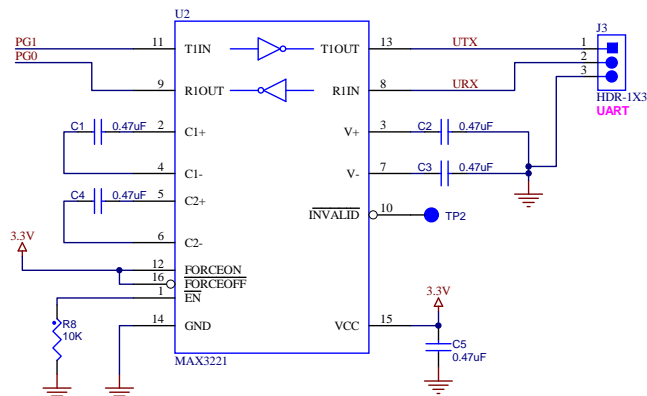 U2
J3
PG1
PG0
11
T1IN
T1OUT
13
UTX
1
2
3
9
R1OUT
R1IN
8
URX
HDR-1X3
UART
C1
0.47uF
2
C1+
V+
3
C2
0.47uF
4
C1-
V-
7
C3
0.47uF
C4
0.47uF
5
C2+
INVALID
10
TP2
6
C2-
3.3V
12
FORCEON
16
FORCEOFF
1
EN
3.3V
R8
10K
14
GND
VCC
15
C5
0.47uF
MAX3221